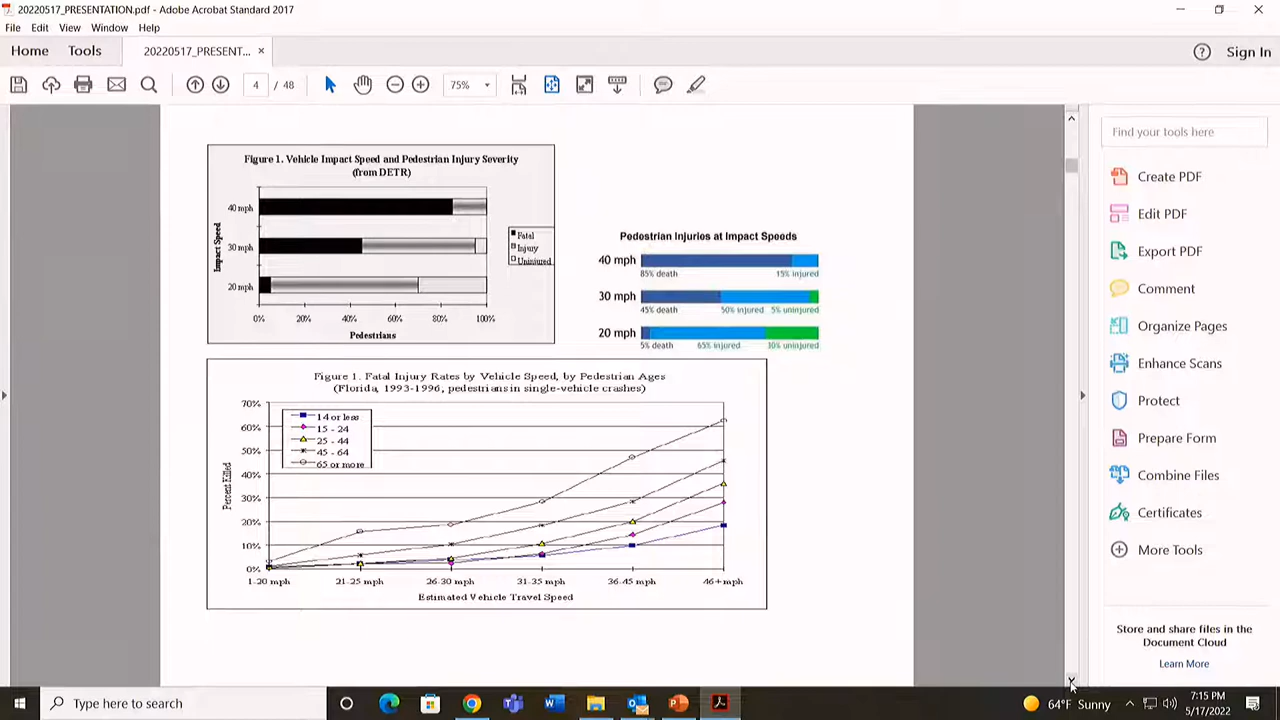 20220517_PRESENTATION.pdf - Adobe Acrobat Standard 2017
File Edit View Window Help
Home Tools 20220517_PRESENT... × ? Sign In
4 / 48 75%
Figure 1. Vehicle Impact Speed and Pedestrian Injury Severity
(from DETR)
Impact Speed
40 mph
30 mph
20 mph
0% 20% 40% 60% 80% 100%
Pedestrians
Fatal
Injury
Uninjured
Pedestrian Injuries at Impact Speeds
40 mph
85% death 15% injured
30 mph
45% death 50% injured 5% uninjured
20 mph
5% death 65% injured 30% uninjured
Figure 1. Fatal Injury Rates by Vehicle Speed, by Pedestrian Ages
(Florida, 1993-1996, pedestrians in single-vehicle crashes)
Percent Killed
70%
60%
50%
40%
30%
20%
10%
0%
14 or less
15 - 24
25 - 44
45 - 64
65 or more
1-20 mph 21-25 mph 26-30 mph 31-35 mph 36-45 mph 46+mph
Estimated Vehicle Travel Speed
Find your tools here
Create PDF
Edit PDF
Export PDF
Comment
Organize Pages
Enhance Scans
Protect
Prepare Form
Combine Files
Certificates
More Tools
Store and share files in the
Document Cloud
Learn More
Type here to search
64°F Sunny
7:15 PM
5/17/2022